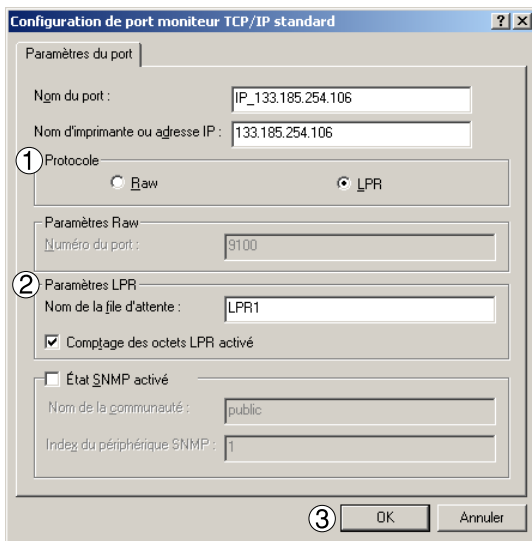 Configuration de port moniteur TCP/IP standard
Paramètres du port
Nom du port : IP_133.185.254.106
Nom d'imprimante ou adresse IP : 133.185.254.106
1 Protocole
Raw LPR
Paramètres Raw
Numéro du port : 9100
2 Paramètres LPR
Nom de la file d'attente : LPR1
Comptage des octets LPR activé
État SNMP activé
Nom de la communauté : public
Index du périphérique SNMP : 1
3 OK Annuler